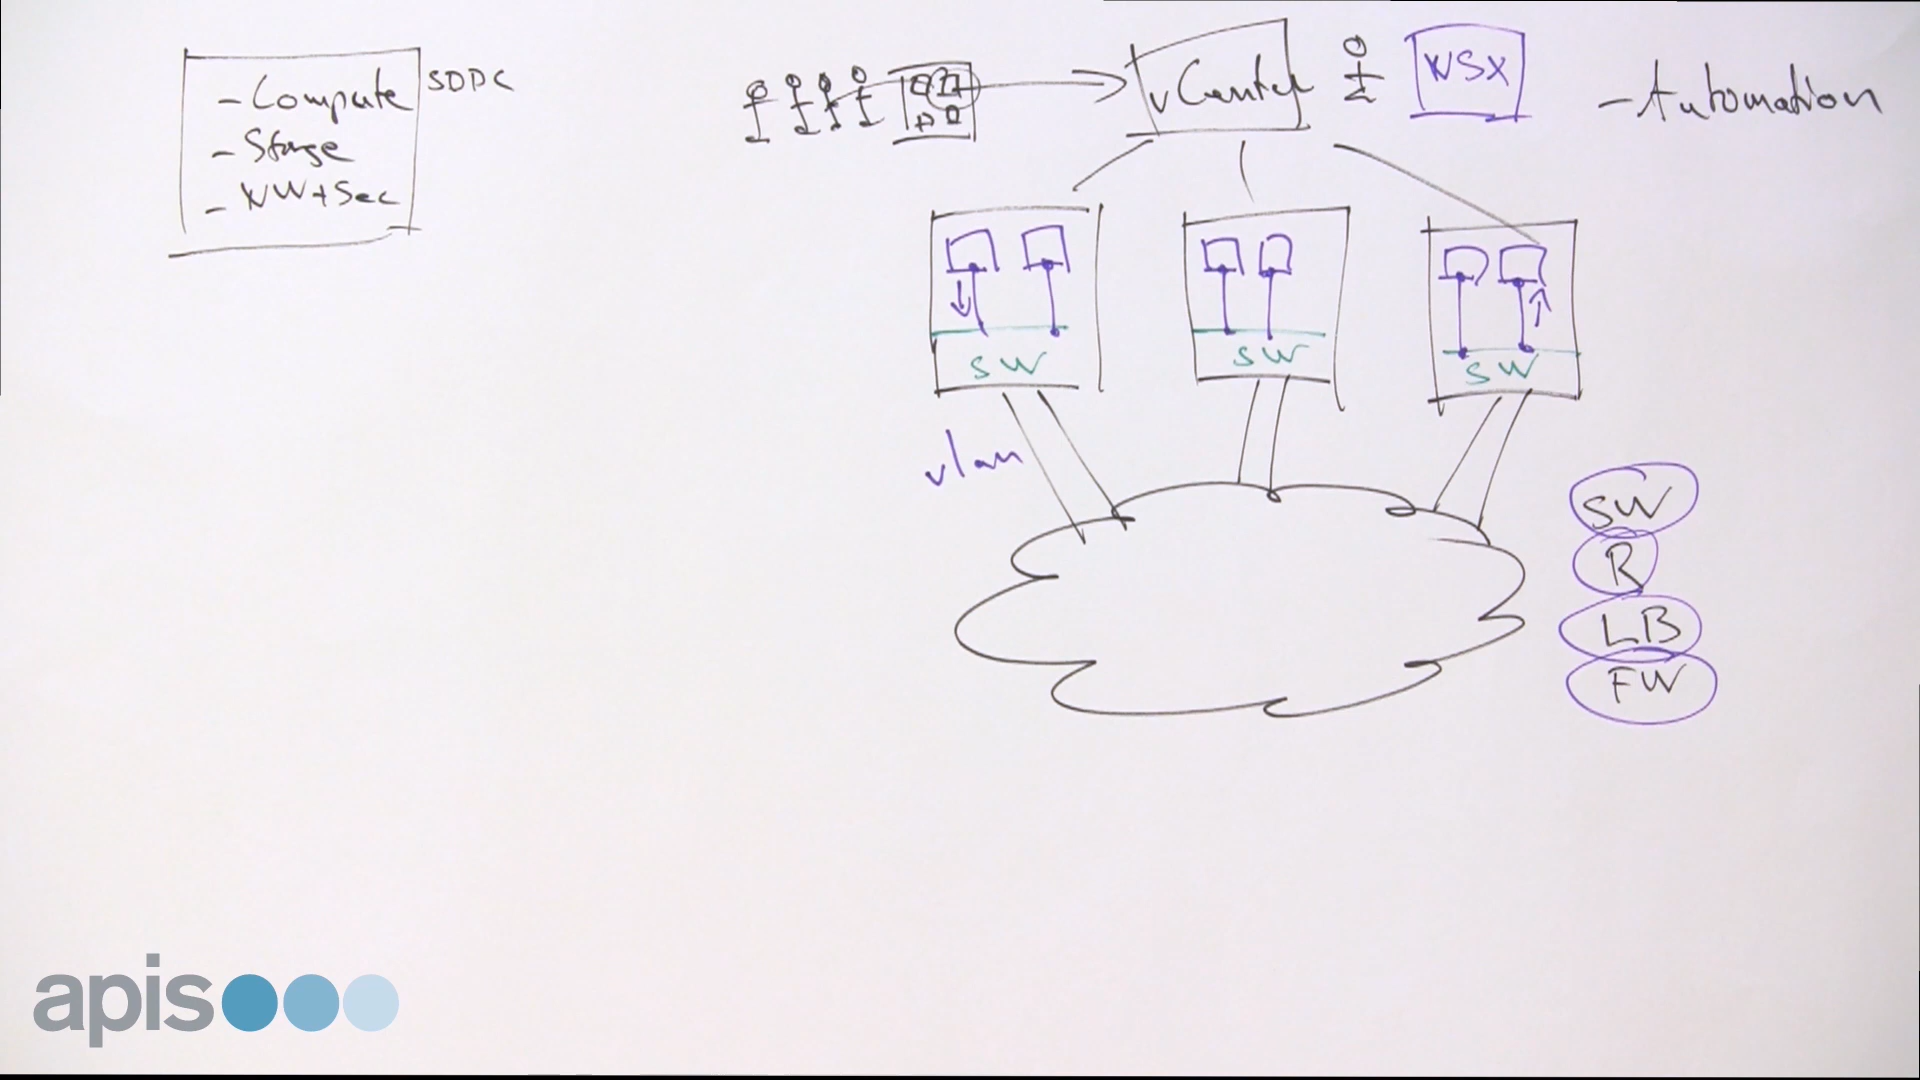 - Compute
- Storage
- NW+Sec
SDDC
vCenter
NSX
- Automation
SW
SW
SW
vlan
SW
R
LB
FW
apis